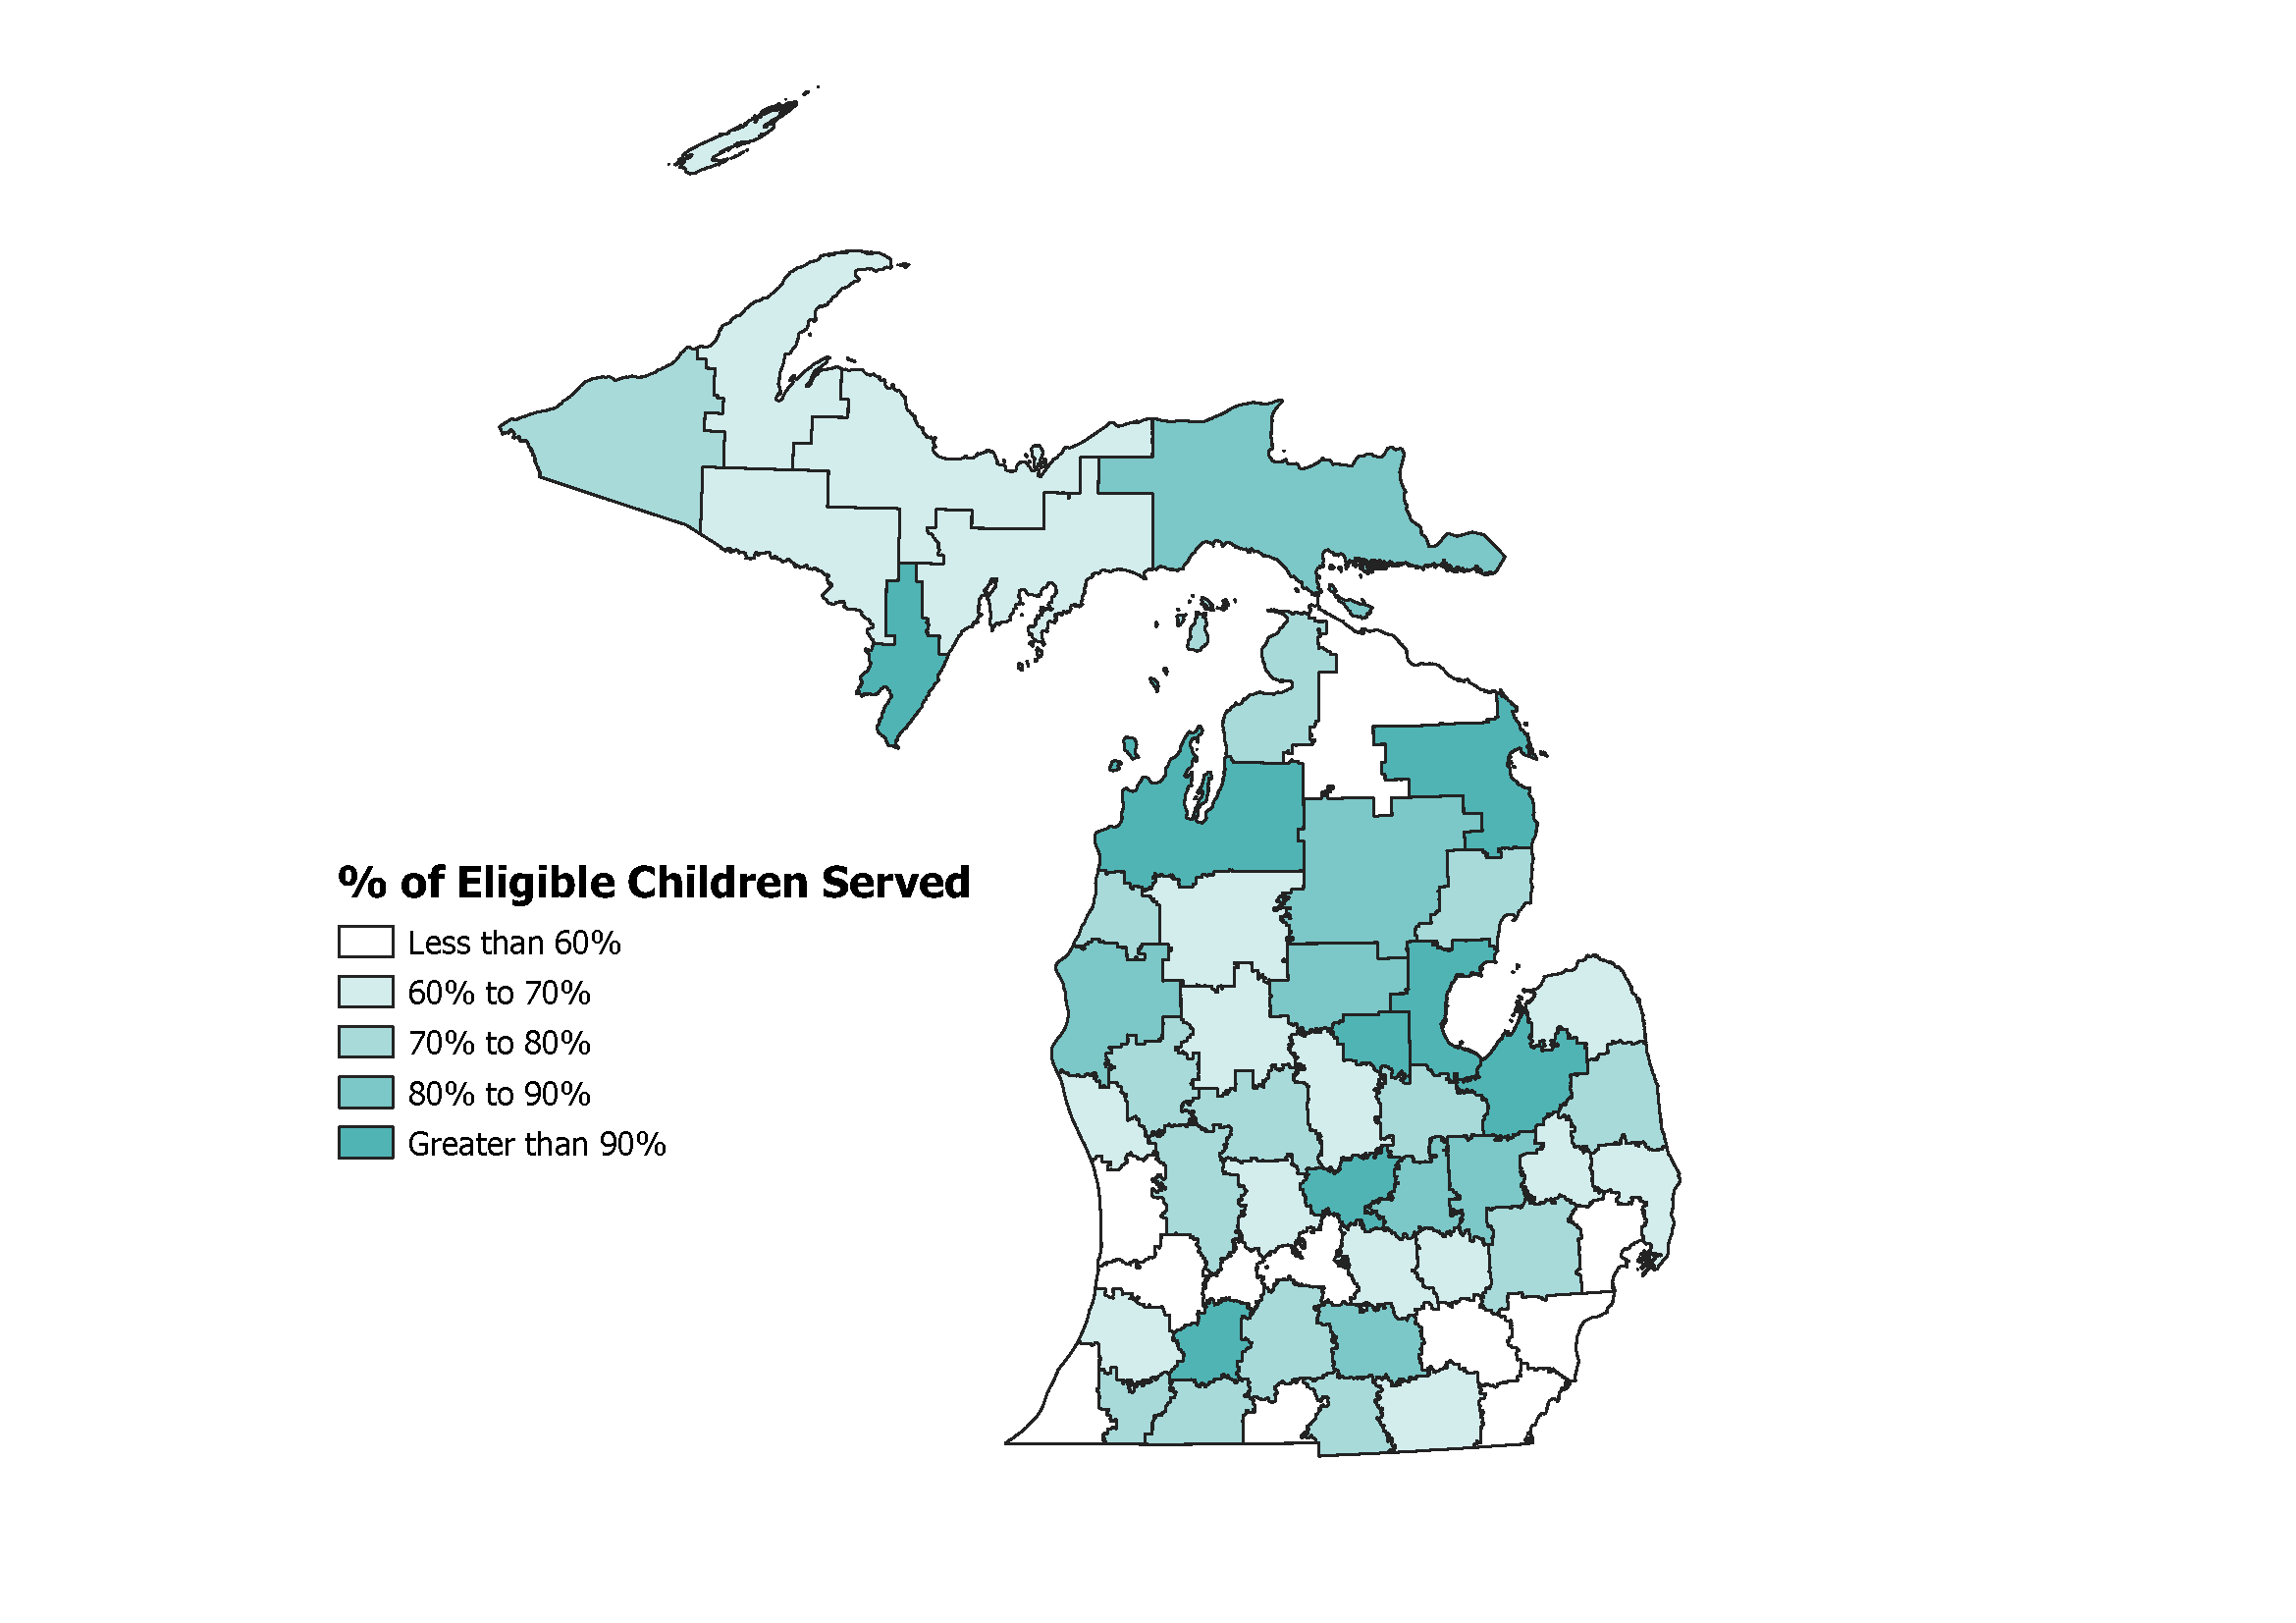 % of Eligible Children Served
Less than 60%
60% to 70%
70% to 80%
80% to 90%
Greater than 90%